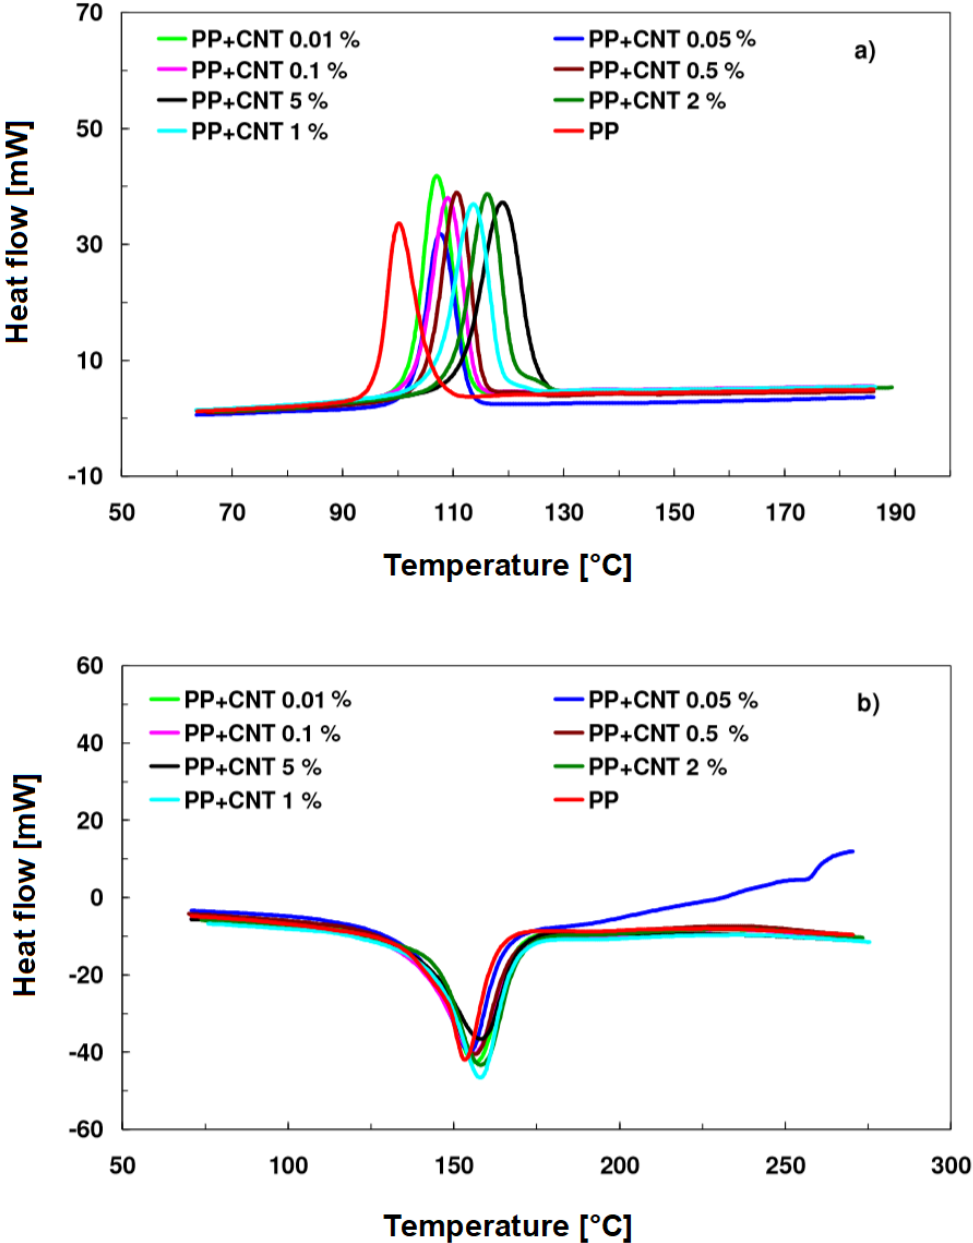 70
PP+CNT 0.01 % PP+CNT 0.05 %
a)
PP+CNT 0.1 % PP+CNT 0.5 %
PP+CNT 5 % PP+CNT 2 %
50
PP+CNT 1 % PP
Heat flow [mW]
30
10
-10
50 70 90 110 130 150 170 190
Temperature [°C]
60
PP+CNT 0.01 % PP+CNT 0.05 %
b)
PP+CNT 0.1 % PP+CNT 0.5 %
40
PP+CNT 5 % PP+CNT 2 %
PP+CNT 1 % PP
20
Heat flow [mW]
0
-20
-40
-60
50 100 150 200 250 300
Temperature [°C]